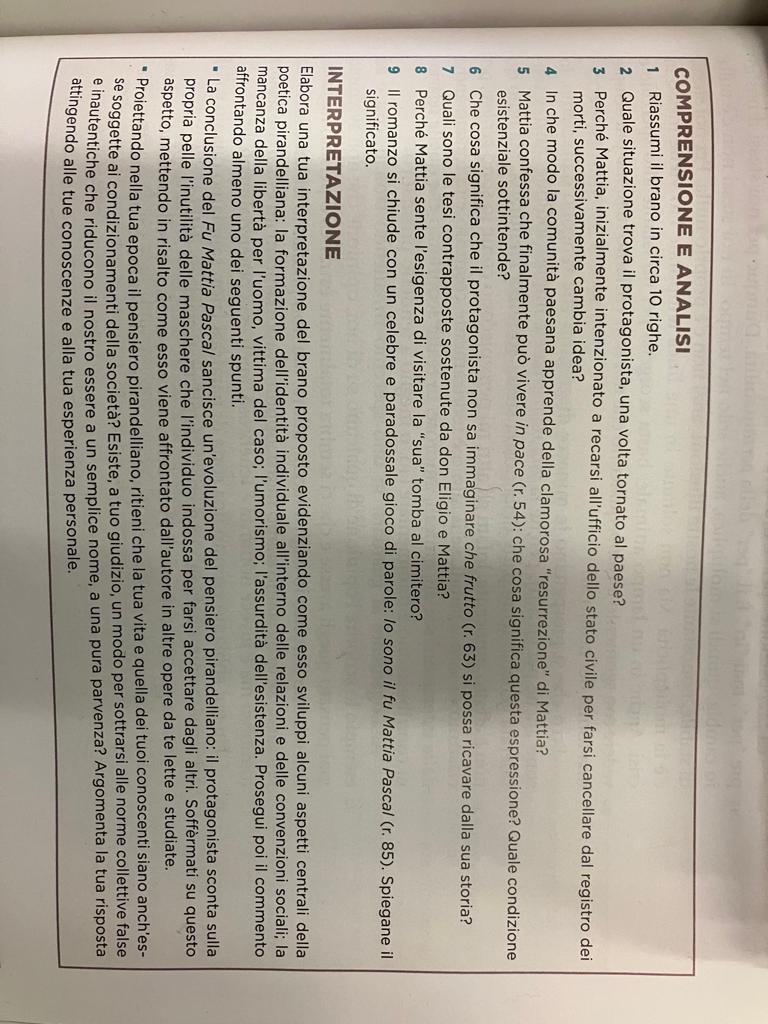 COMPRENSIONE E ANALISI
1 Riassumi il brano in circa 10 righe.
2 Quale situazione trova il protagonista, una volta tornato al paese?
3 Perché Mattia, inizialmente intenzionato a recarsi all'ufficio dello stato civile per farsi cancellare dal registro dei
morti, successivamente cambia idea?
4 In che modo la comunità paesana apprende della clamorosa "resurrezione" di Mattia?
5 Mattia confessa che finalmente può vivere in pace (r. 54): che cosa significa questa espressione? Quale condizione
esistenziale sottintende?
6 Che cosa significa che il protagonista non sa immaginare che frutto (r. 63) si possa ricavare dalla sua storia?
7 Quali sono le tesi contrapposte sostenute da don Eligio e Mattia?
8 Perché Mattia sente l'esigenza di visitare la "sua" tomba al cimitero?
9 Il romanzo si chiude con un celebre e paradossale gioco di parole: Io sono il fu Mattia Pascal (r. 85). Spiegane il
significato.
INTERPRETAZIONE
Elabora una tua interpretazione del brano proposto evidenziando come esso sviluppi alcuni aspetti centrali della
poetica pirandelliana: la formazione dell'identità individuale all'interno delle relazioni e delle convenzioni sociali; la
mancanza della libertà per l'uomo, vittima del caso; l'umorismo; l'assurdità dell'esistenza. Prosegui poi il commento
affrontando almeno uno dei seguenti spunti.
▪ La conclusione del Fu Mattia Pascal sancisce un'evoluzione del pensiero pirandelliano: il protagonista sconta sulla
propria pelle l'inutilità delle maschere che l'individuo indossa per farsi accettare dagli altri. Soffèrmati su questo
aspetto, mettendo in risalto come esso viene affrontato dall'autore in altre opere da te lette e studiate.
▪ Proiettando nella tua epoca il pensiero pirandelliano, ritieni che la tua vita e quella dei tuoi conoscenti siano anch'es-
se soggette ai condizionamenti della società? Esiste, a tuo giudizio, un modo per sottrarsi alle norme collettive false
e inautentiche che riducono il nostro essere a un semplice nome, a una pura parvenza? Argomenta la tua risposta
attingendo alle tue conoscenze e alla tua esperienza personale.